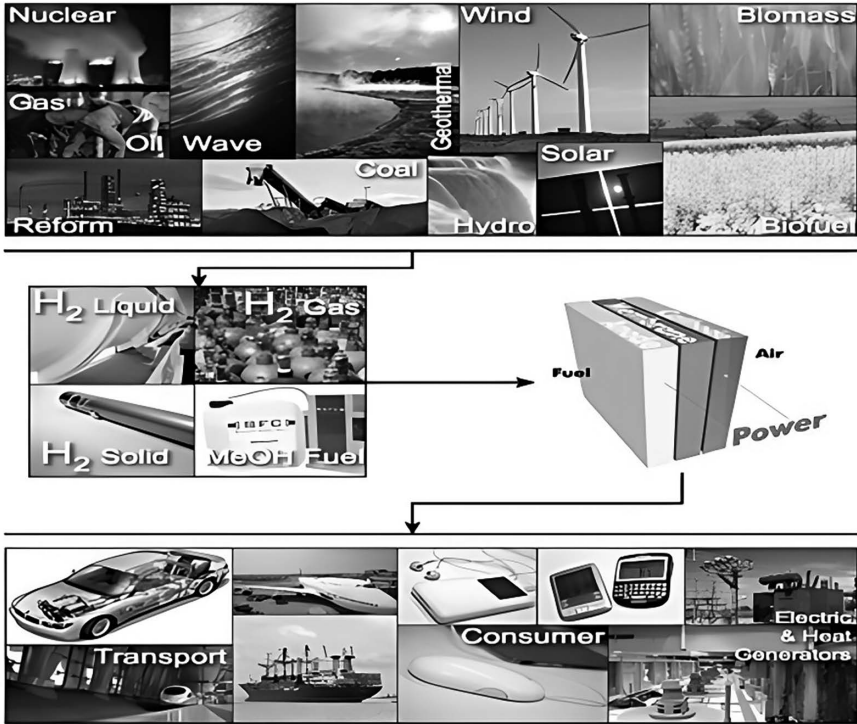 Nuclear
Wind
Biomass
Gas
Oil
Wave
Geothermal
Coal
Solar
Reform
Hydro
Biofuel
H₂ Liquid
H₂ Gas
H₂ Solid
MeOH Fuel
Fuel
Air
Power
Transport
Consumer
Electric
& Heat
Generators